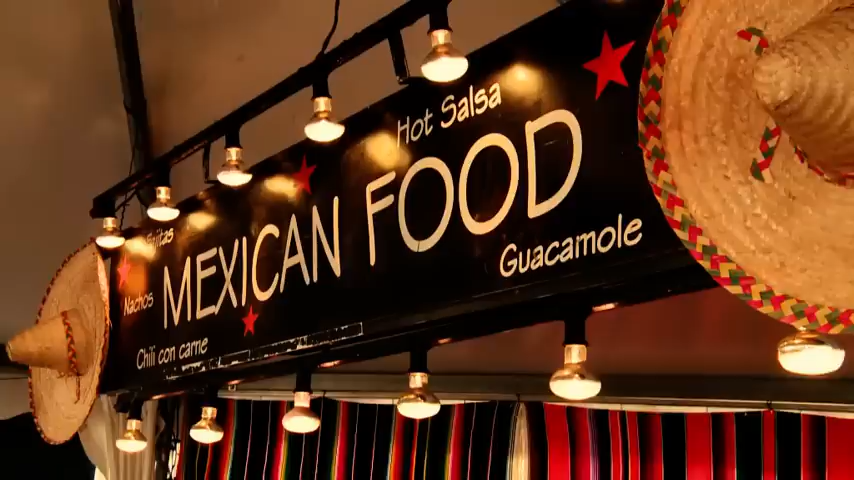 Hot Salsa
Fajitas
MEXICAN FOOD
Nachos
Guacamole
Chili con carne